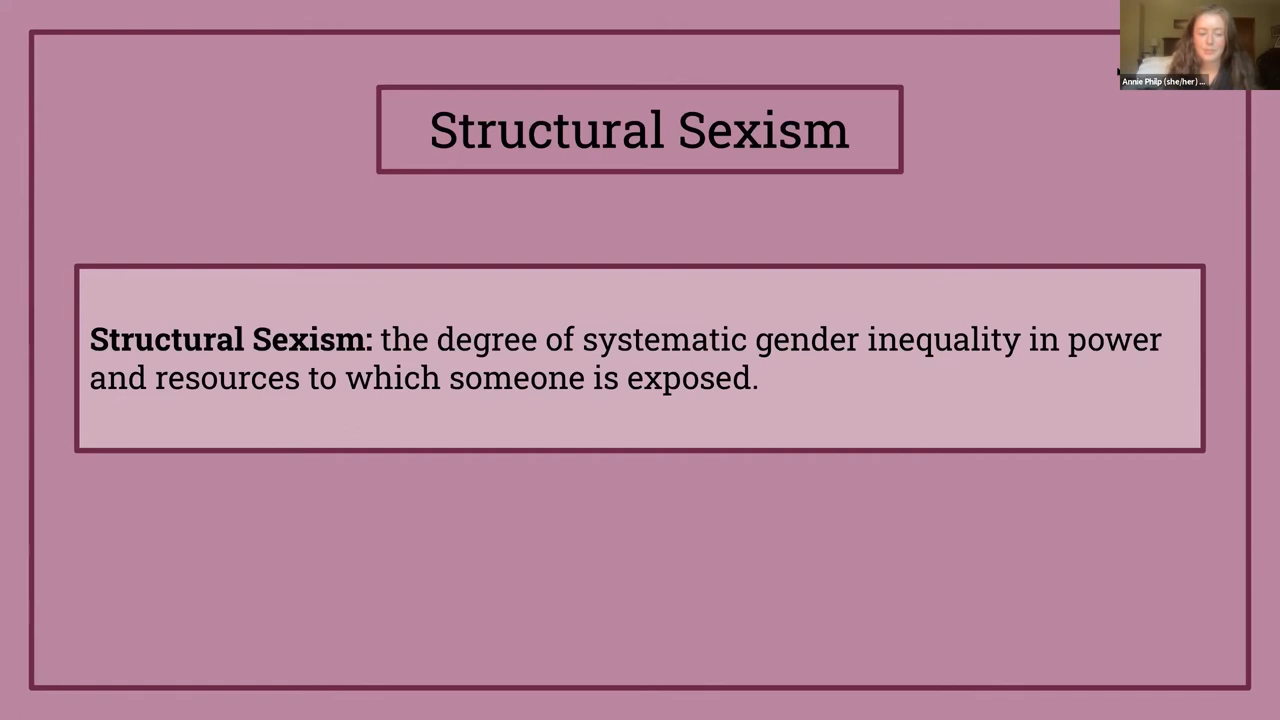 Annie Philp (she/her) ...
Structural Sexism
Structural Sexism: the degree of systematic gender inequality in power
and resources to which someone is exposed.